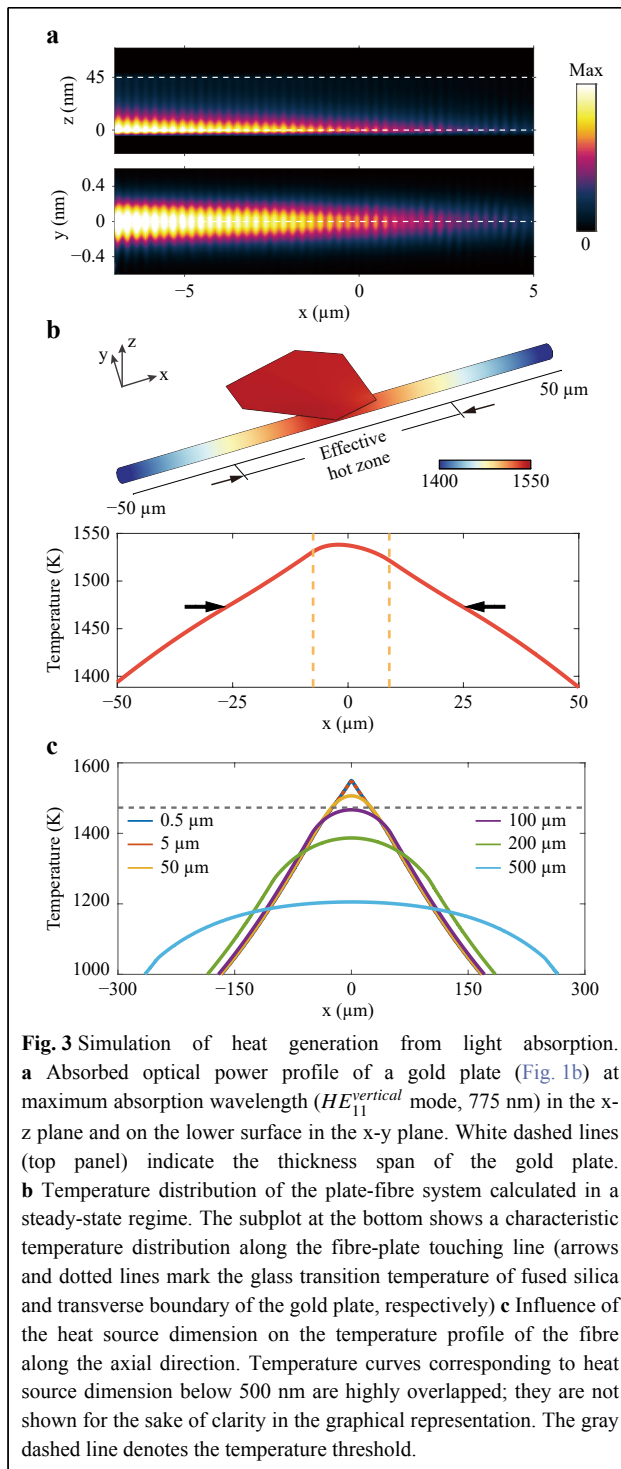 a
45
0
z (nm)
Max
0
0.4
0
−0.4
y (nm)
−5
0
5
x (μm)
b
y
z
x
50 μm
Effective
hot zone
−50 μm
1400
1550
1550
1500
1450
1400
Temperature (K)
−50
−25
0
25
50
x (μm)
c
1600
1400
1200
1000
Temperature (K)
0.5 μm
5 μm
50 μm
100 μm
200 μm
500 μm
−300
−150
0
150
300
x (μm)
Fig. 3 Simulation of heat generation from light absorption.
a Absorbed optical power profile of a gold plate (Fig. 1b) at
maximum absorption wavelength (HE₁₁^vertical mode, 775 nm) in the x-
z plane and on the lower surface in the x-y plane. White dashed lines
(top panel) indicate the thickness span of the gold plate.
b Temperature distribution of the plate-fibre system calculated in a
steady-state regime. The subplot at the bottom shows a characteristic
temperature distribution along the fibre-plate touching line (arrows
and dotted lines mark the glass transition temperature of fused silica
and transverse boundary of the gold plate, respectively) c Influence of
the heat source dimension on the temperature profile of the fibre
along the axial direction. Temperature curves corresponding to heat
source dimension below 500 nm are highly overlapped; they are not
shown for the sake of clarity in the graphical representation. The gray
dashed line denotes the temperature threshold.